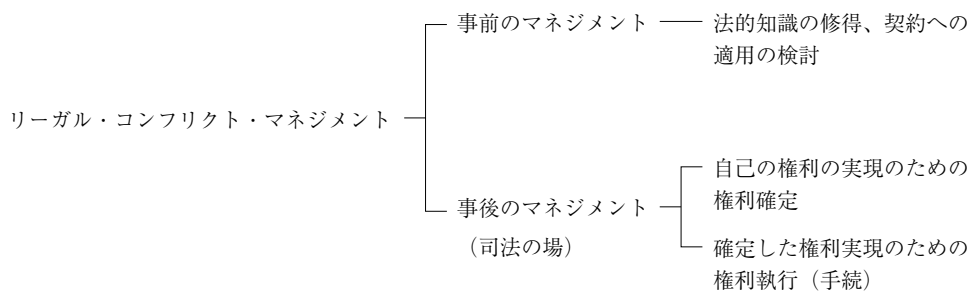 事前のマネジメント
法的知識の修得、契約への
適用の検討
リーガル・コンフリクト・マネジメント
自己の権利の実現のための
権利確定
事後のマネジメント
（司法の場）
確定した権利実現のための
権利執行（手続）